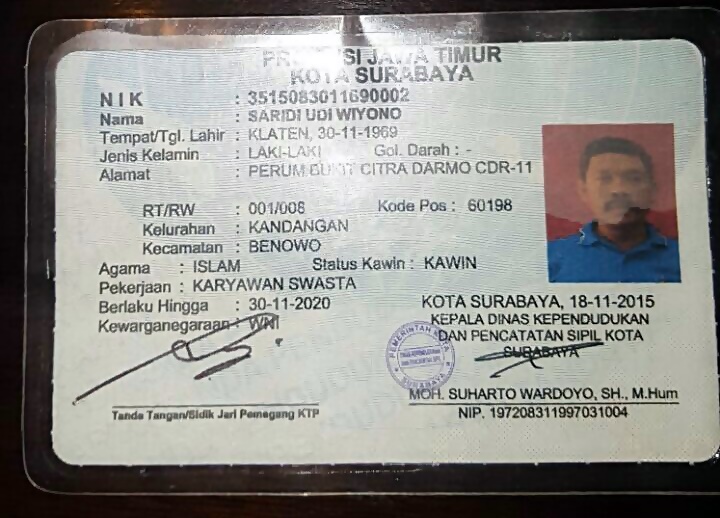 PROVINSI JAWA TIMUR
KOTA SURABAYA
NIK : 3515083011690002
Nama : SARIDI UDI WIYONO
Tempat/Tgl. Lahir : KLATEN, 30-11-1969
Jenis Kelamin : LAKI-LAKI Gol. Darah : -
Alamat : PERUM BUKIT CITRA DARMO CDR-11
RT/RW : 001/008 Kode Pos : 60198
Kelurahan : KANDANGAN
Kecamatan : BENOWO
Agama : ISLAM Status Kawin : KAWIN
Pekerjaan : KARYAWAN SWASTA
Berlaku Hingga : 30-11-2020
Kewarganegaraan : WNI
KOTA SURABAYA, 18-11-2015
KEPALA DINAS KEPENDUDUKAN
DAN PENCATATAN SIPIL KOTA
SURABAYA
PEMERINTAH KOTA
SURABAYA
MOH. SUHARTO WARDOYO, SH., M.Hum
NIP. 197208311997031004
Tanda Tangan/Sidik Jari Pemegang KTP